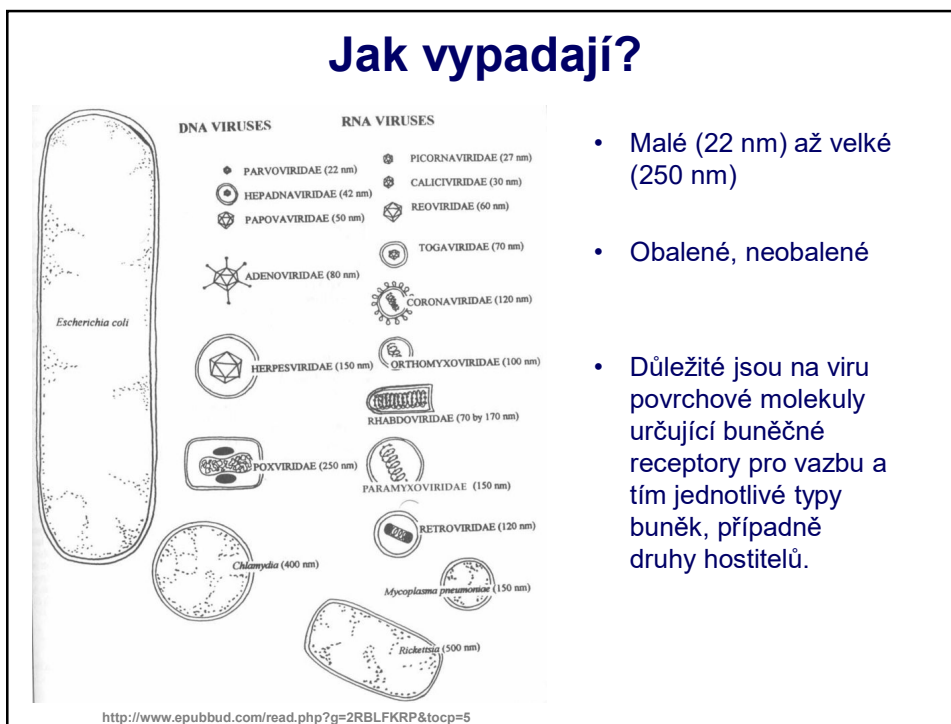 Jak vypadají?
DNA VIRUSES
PARVOVIRIDAE (22 nm)
HEPADNAVIRIDAE (42 nm)
PAPOVAVIRIDAE (50 nm)
ADENOVIRIDAE (80 nm)
HERPESVIRIDAE (150 nm)
POXVIRIDAE (250 nm)
RNA VIRUSES
PICORNAVIRIDAE (27 nm)
CALICIVIRIDAE (30 nm)
REOVIRIDAE (60 nm)
TOGAVIRIDAE (70 nm)
CORONAVIRIDAE (120 nm)
ORTHOMYXOVIRIDAE (100 nm)
RHABDOVIRIDAE (70 by 170 nm)
PARAMYXOVIRIDAE (150 nm)
RETROVIRIDAE (120 nm)
Escherichia coli
Chlamydia (400 nm)
Mycoplasma pneumoniae (150 nm)
Rickettsia (500 nm)
http://www.epubbud.com/read.php?g=2RBLFKRP&tocp=5
• Malé (22 nm) až velké
(250 nm)
• Obalené, neobalené
• Důležité jsou na viru
povrchové molekuly
určující buněčné
receptory pro vazbu a
tím jednotlivé typy
buněk, případně
druhy hostitelů.